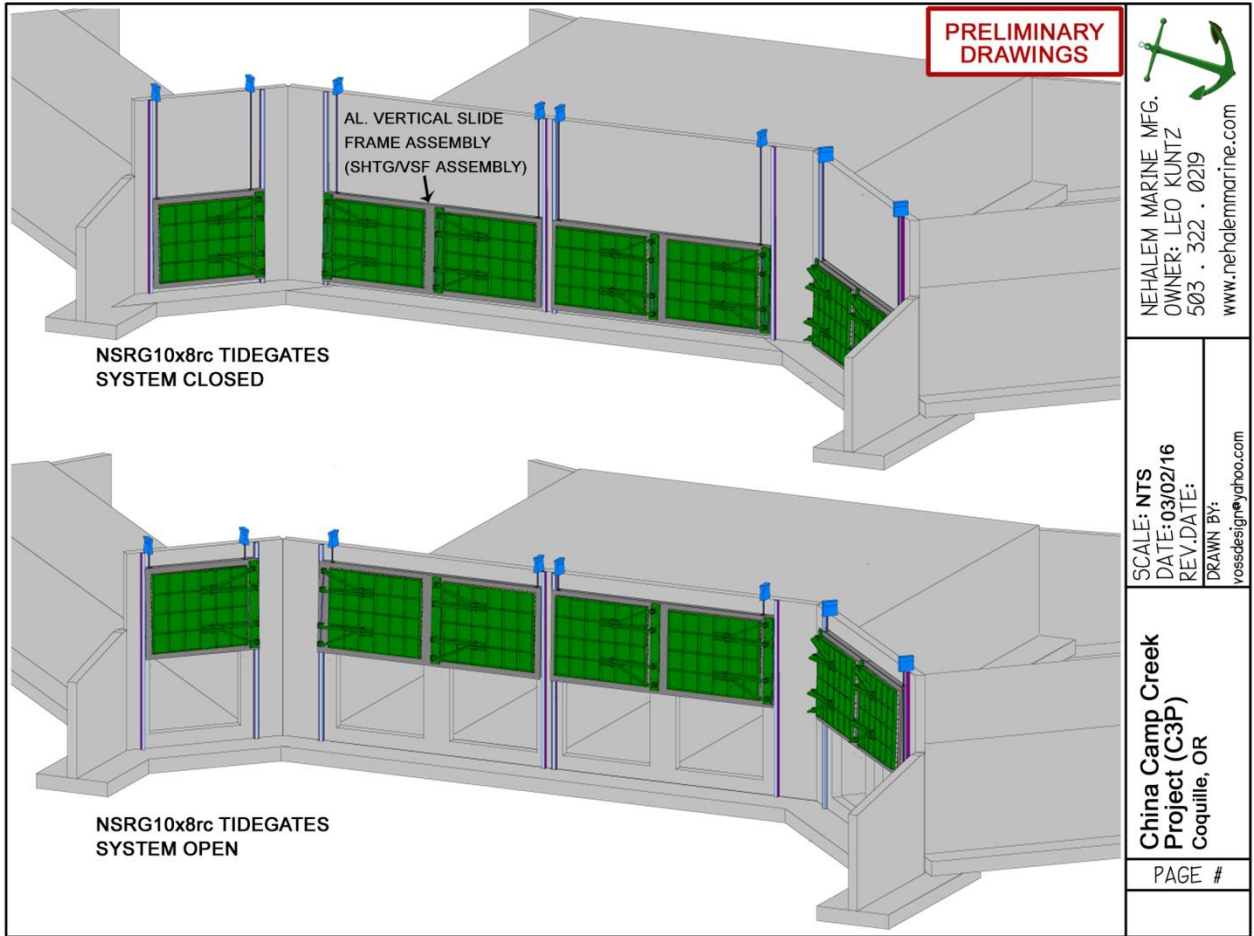 PRELIMINARY
DRAWINGS
AL. VERTICAL SLIDE
FRAME ASSEMBLY
(SHTG/VSF ASSEMBLY)
NSRG10x8rc TIDEGATES
SYSTEM CLOSED
NSRG10x8rc TIDEGATES
SYSTEM OPEN
NEHALEM MARINE MFG.
OWNER: LEO KUNTZ
503 . 322 . 0219
www.nehalemmarine.com
SCALE: NTS
DATE: 03/02/16
REV.DATE:
DRAWN BY:
vossdesign@yahoo.com
China Camp Creek
Project (C3P)
Coquille, OR
PAGE #